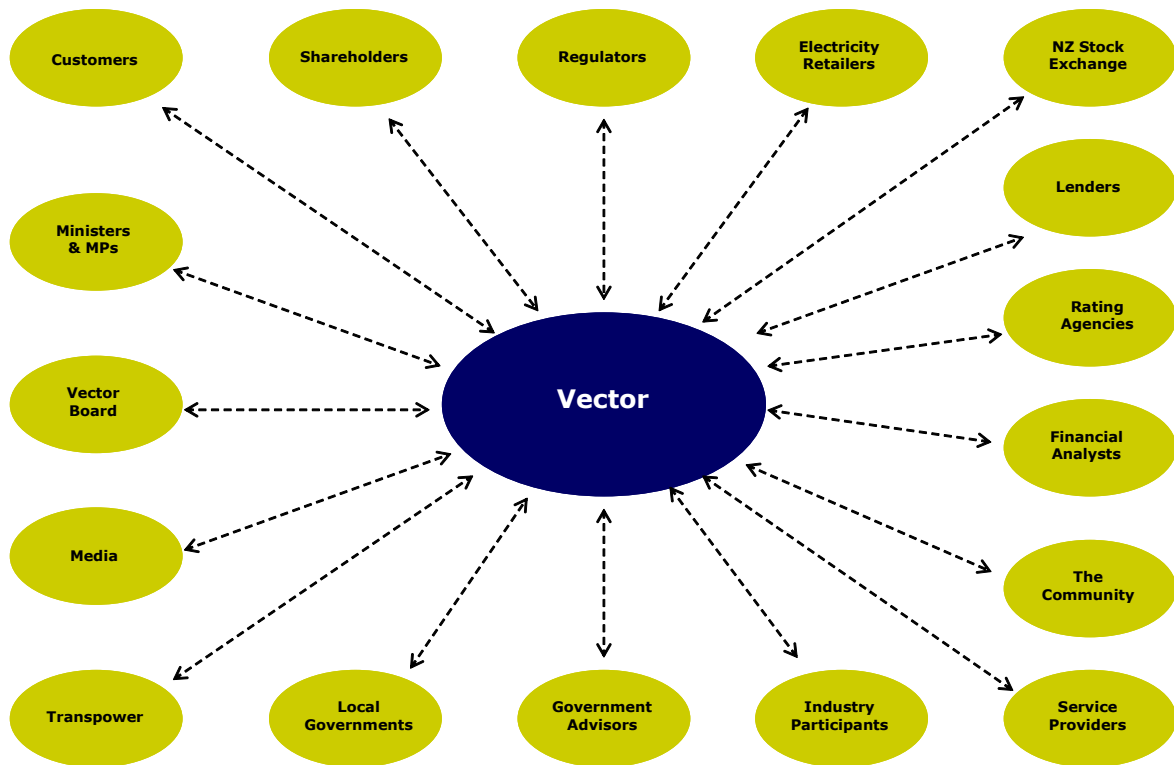 Customers
Shareholders
Regulators
Electricity
Retailers
NZ Stock
Exchange
Lenders
Ministers
& MPs
Rating
Agencies
Vector
Board
Vector
Financial
Analysts
Media
The
Community
Transpower
Local
Governments
Government
Advisors
Industry
Participants
Service
Providers